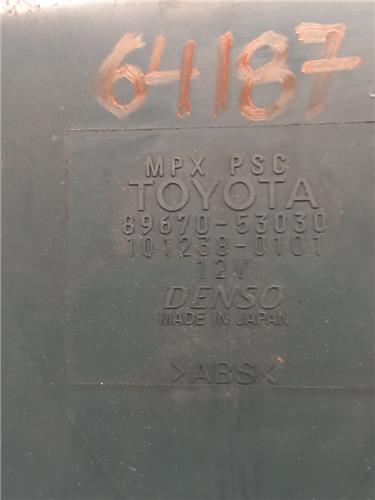 64187
MPX PSC
TOYOTA
89670-53030
101238-0101
12V
DENSO
MADE IN JAPAN
>ABS<